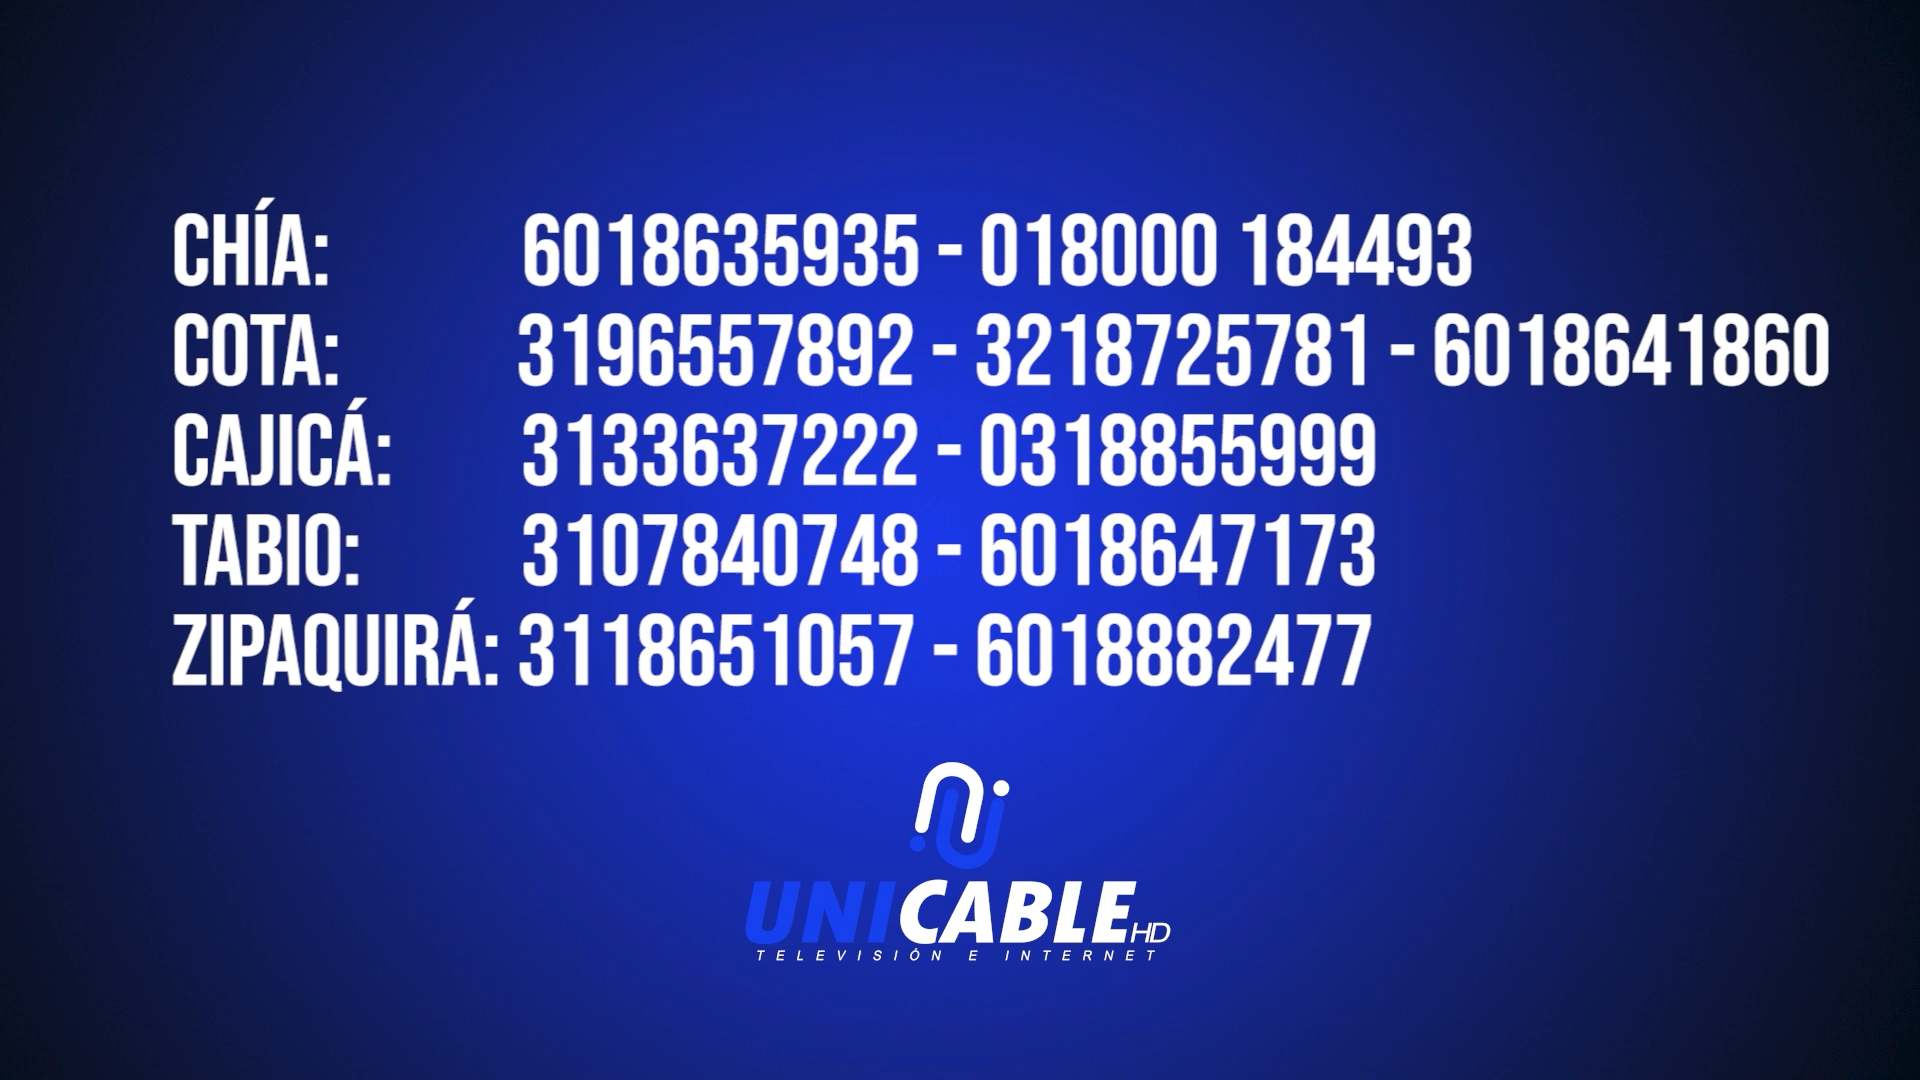 CHÍA: 6018635935 - 018000 184493
COTA: 3196557892 - 3218725781 - 6018641860
CAJICÁ: 3133637222 - 0318855999
TABIO: 3107840748 - 6018647173
ZIPAQUIRÁ: 3118651057 - 6018882477
UNICABLE HD
TELEVISIÓN E INTERNET